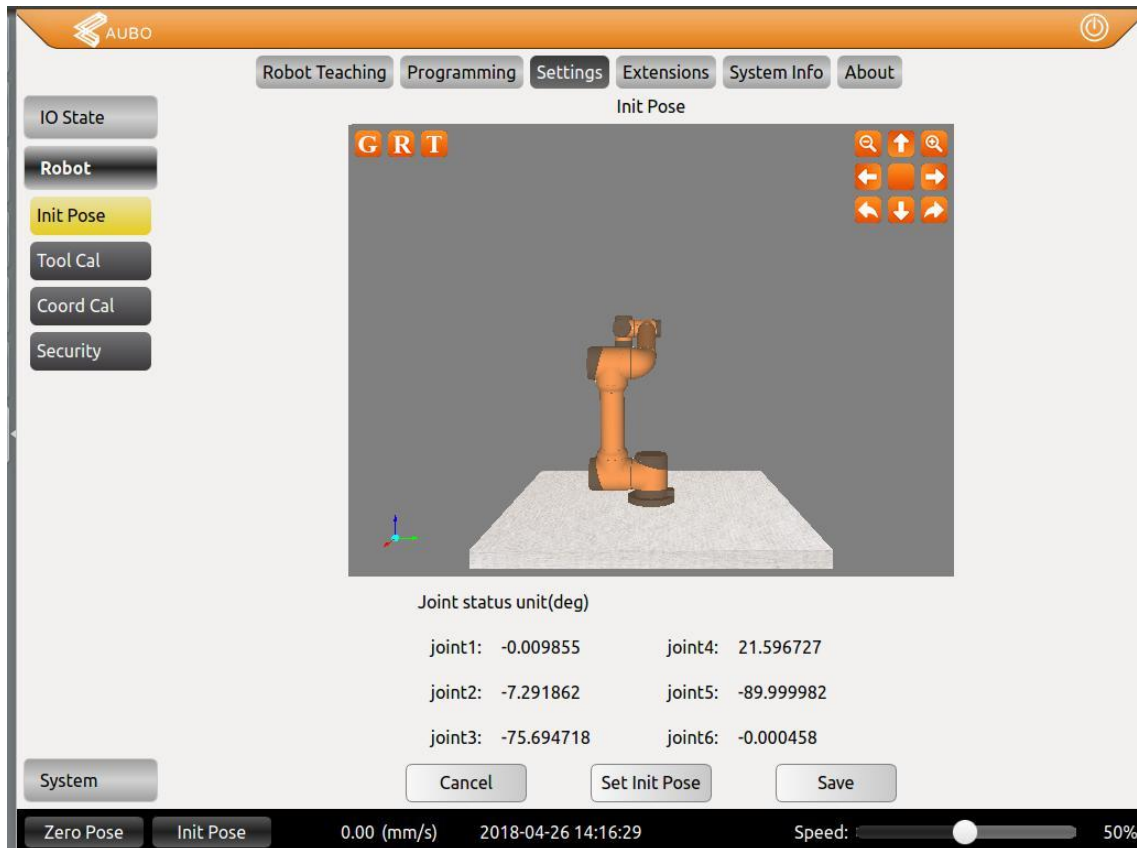 AUBO
Robot Teaching Programming Settings Extensions System Info About
Init Pose
IO State
Robot
Init Pose
Tool Cal
Coord Cal
Security
G R T
Joint status unit(deg)
joint1: -0.009855 joint4: 21.596727
joint2: -7.291862 joint5: -89.999982
joint3: -75.694718 joint6: -0.000458
System
Cancel Set Init Pose Save
Zero Pose Init Pose 0.00 (mm/s) 2018-04-26 14:16:29 Speed: 50%